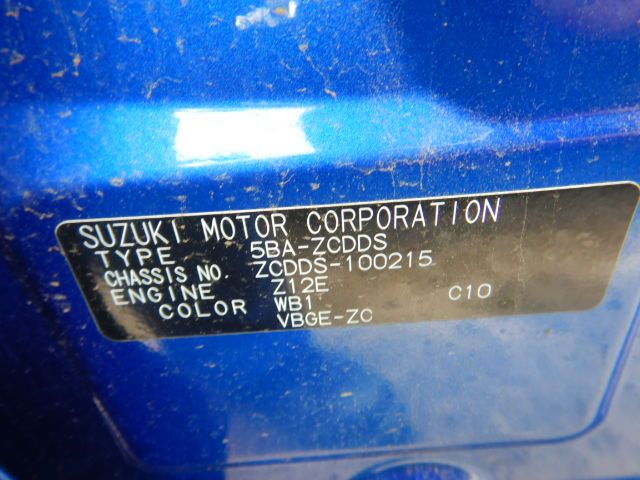 SUZUKI MOTOR CORPORATION
TYPE 5BA-ZCDDS
CHASSIS NO. ZCDDS-100215
ENGINE Z12E
COLOR WB1 C10
VBGE-ZC